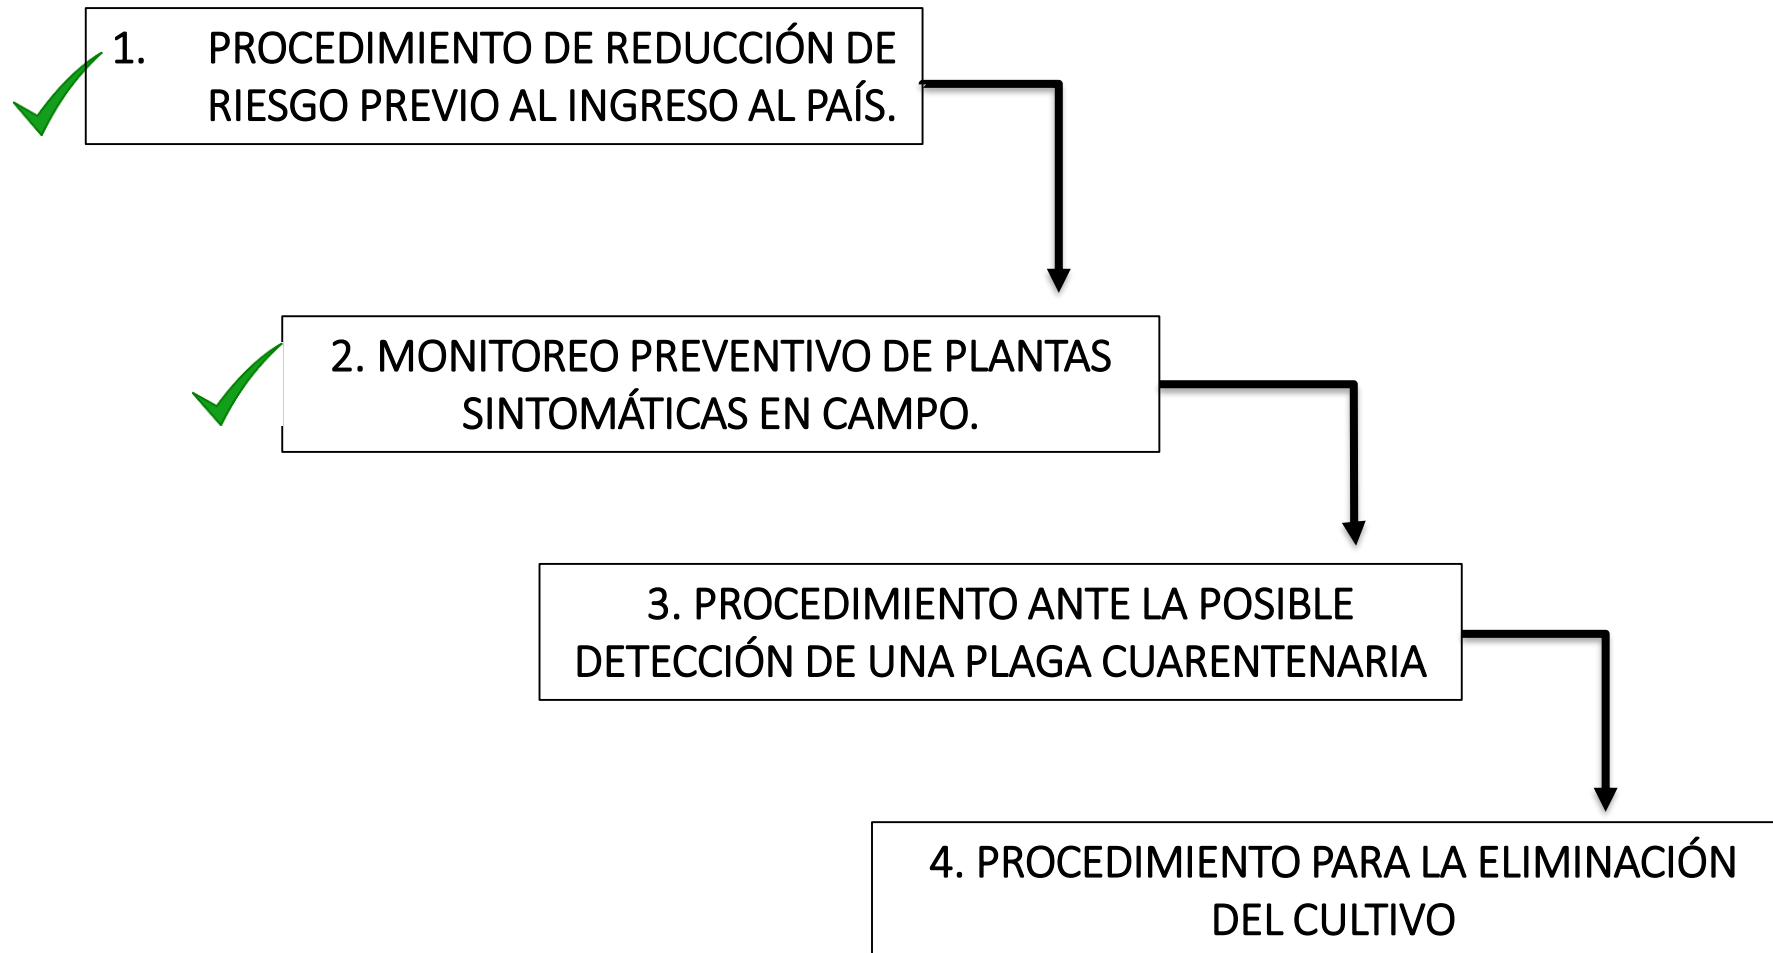 1. PROCEDIMIENTO DE REDUCCIÓN DE
RIESGO PREVIO AL INGRESO AL PAÍS.
2. MONITOREO PREVENTIVO DE PLANTAS
SINTOMÁTICAS EN CAMPO.
3. PROCEDIMIENTO ANTE LA POSIBLE
DETECCIÓN DE UNA PLAGA CUARENTENARIA
4. PROCEDIMIENTO PARA LA ELIMINACIÓN
DEL CULTIVO